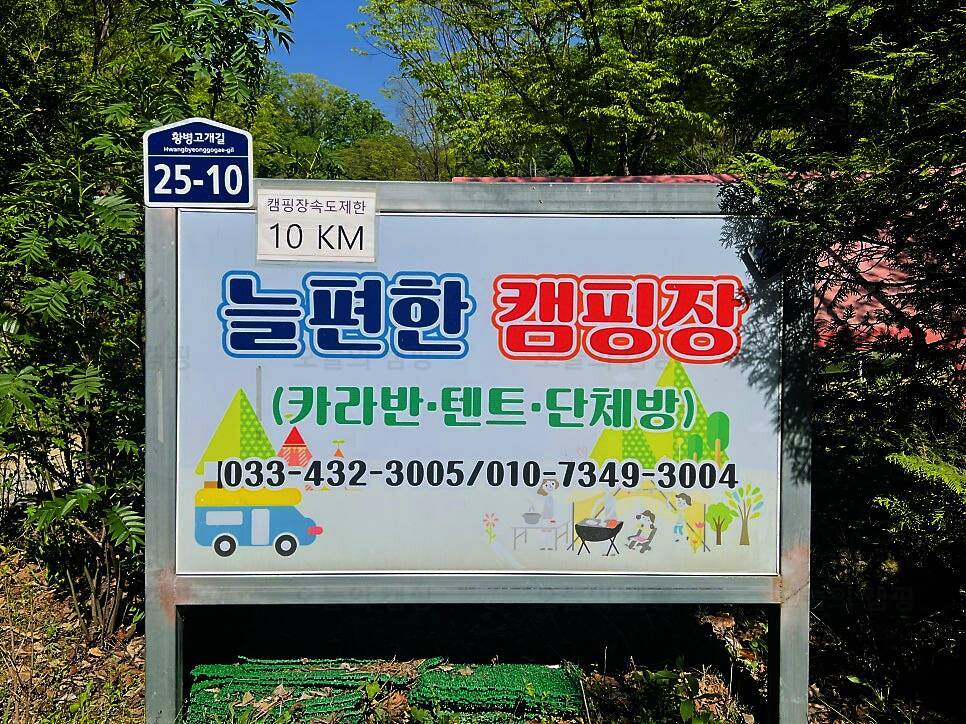 황병고개길
Hwangbyeonggogae-gil
25-10
캠핑장속도제한
10 KM
늘편한 캠핑장
(카라반·텐트·단체방)
033-432-3005/010-7349-3004